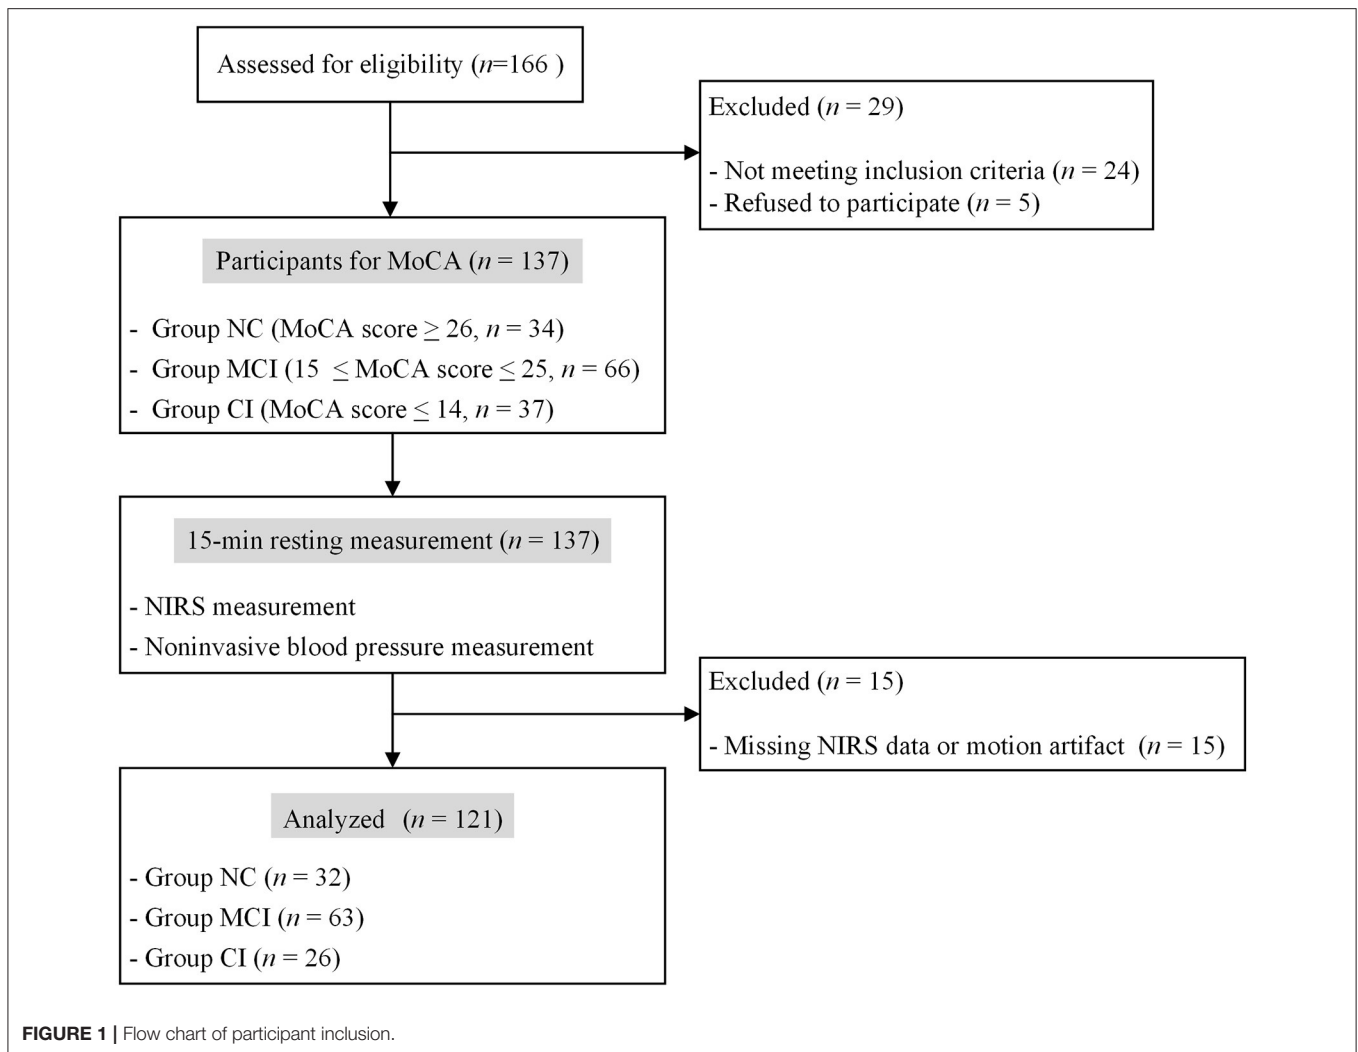 Assessed for eligibility (n=166 )
Excluded (n = 29)
- Not meeting inclusion criteria (n = 24)
- Refused to participate (n = 5)
Participants for MoCA (n = 137)
- Group NC (MoCA score ≥ 26, n = 34)
- Group MCI (15 ≤ MoCA score ≤ 25, n = 66)
- Group CI (MoCA score ≤ 14, n = 37)
15-min resting measurement (n = 137)
- NIRS measurement
- Noninvasive blood pressure measurement
Excluded (n = 15)
- Missing NIRS data or motion artifact (n = 15)
Analyzed (n = 121)
- Group NC (n = 32)
- Group MCI (n = 63)
- Group CI (n = 26)
FIGURE 1 | Flow chart of participant inclusion.